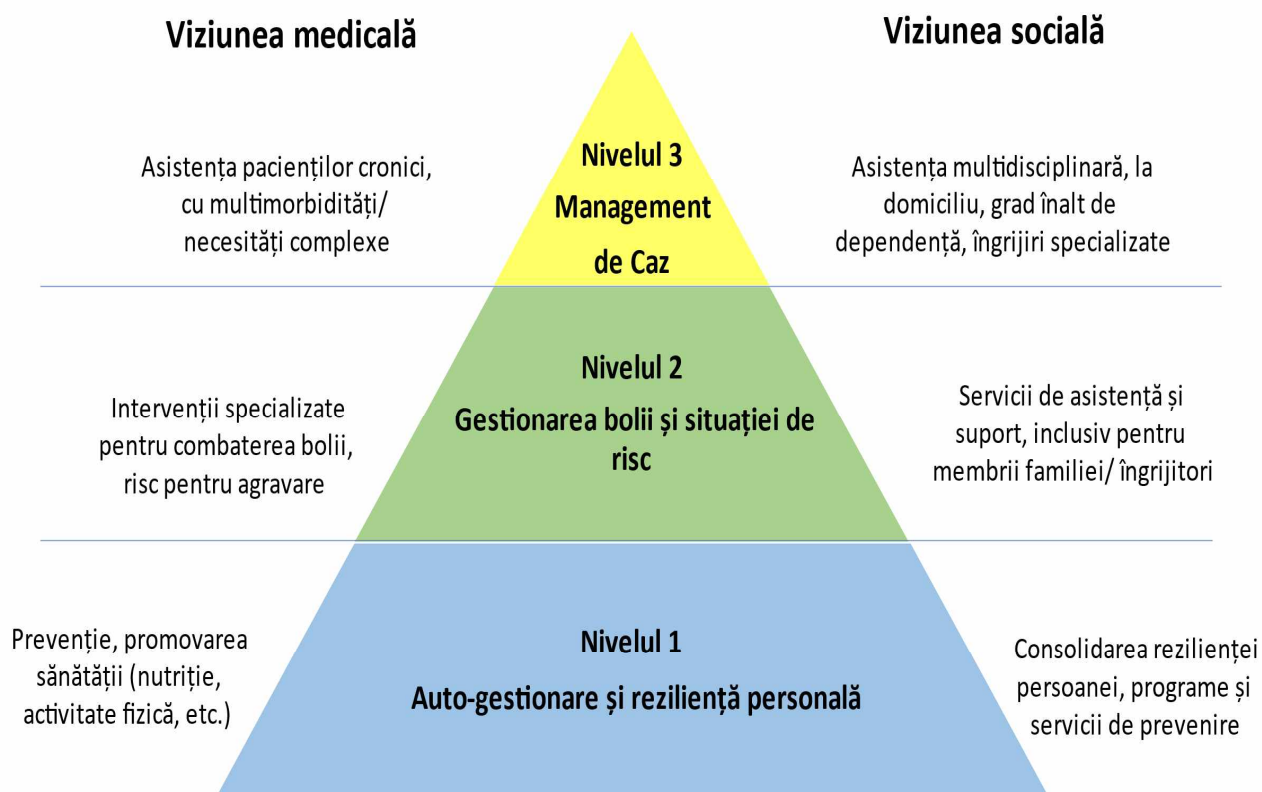 Viziunea medicală
Viziunea socială
Asistența pacienților cronici,
cu multimorbidități/
necesități complexe
Nivelul 3
Management
de Caz
Asistența multidisciplinară, la
domiciliu, grad înalt de
dependență, îngrijiri specializate
Intervenții specializate
pentru combaterea bolii,
risc pentru agravare
Nivelul 2
Gestionarea bolii și situației de
risc
Servicii de asistență și
suport, inclusiv pentru
membrii familiei/ îngrijitori
Prevenție, promovarea
sănătății (nutriție,
activitate fizică, etc.)
Nivelul 1
Auto-gestionare și reziliență personală
Consolidarea rezilienței
persoanei, programe și
servicii de prevenire